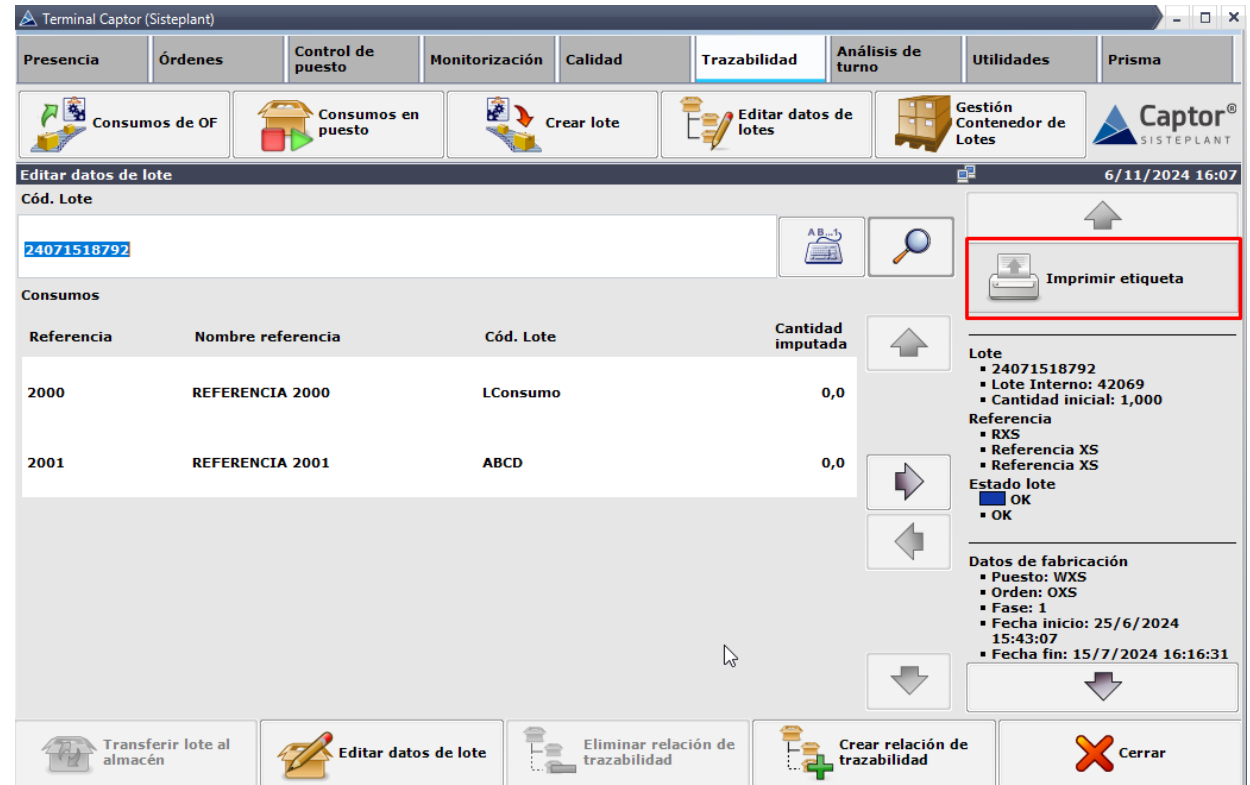 Terminal Captor (Sisteplant)
Presencia
Órdenes
Control de
puesto
Monitorización
Calidad
Trazabilidad
Análisis de
turno
Utilidades
Prisma
Consumos de OF
Consumos en
puesto
Crear lote
Editar datos de
lotes
Gestión
Contenedor de
Lotes
Captor®
SISTEPLANT
Editar datos de lote
6/11/2024 16:07
Cód. Lote
24071518792
AB...1
Imprimir etiqueta
Consumos
Referencia Nombre referencia Cód. Lote Cantidad
imputada
2000 REFERENCIA 2000 LConsumo 0,0
2001 REFERENCIA 2001 ABCD 0,0
Lote
▪ 24071518792
▪ Lote Interno: 42069
▪ Cantidad inicial: 1,000
Referencia
▪ RXS
▪ Referencia XS
▪ Referencia XS
Estado lote
OK
▪ OK
Datos de fabricación
▪ Puesto: WXS
▪ Orden: OXS
▪ Fase: 1
▪ Fecha inicio: 25/6/2024
15:43:07
▪ Fecha fin: 15/7/2024 16:16:31
Transferir lote al
almacén
Editar datos de lote
Eliminar relación de
trazabilidad
Crear relación de
trazabilidad
Cerrar